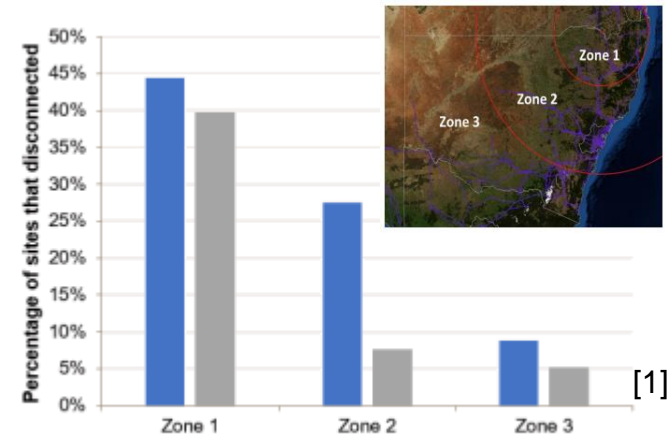 Percentage of sites that disconnected
50%
45%
40%
35%
30%
25%
20%
15%
10%
5%
0%
Zone 1
Zone 2
Zone 3
Zone 1
Zone 2
Zone 3
[1]